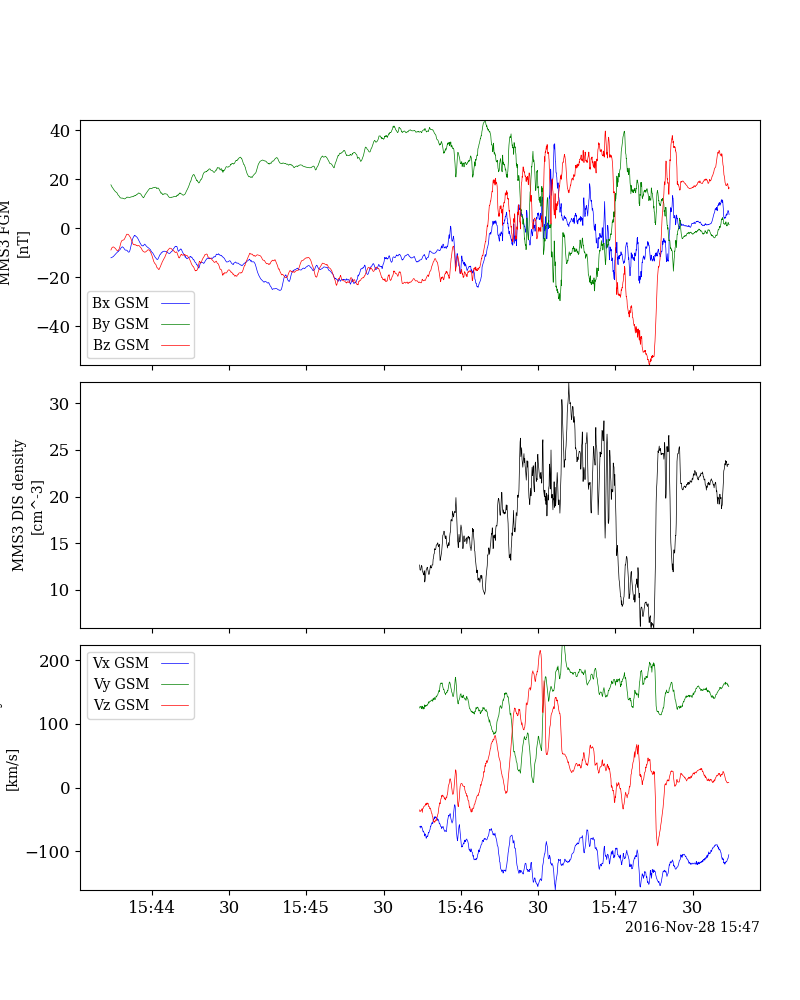 40
20
0
−20
−40
MMS3 FGM
[nT]
Bx GSM
By GSM
Bz GSM
30
25
20
15
10
MMS3 DIS density
[cm^-3]
200
100
0
−100
[km/s]
Vx GSM
Vy GSM
Vz GSM
15:44 30 15:45 30 15:46 30 15:47 30
2016-Nov-28 15:47